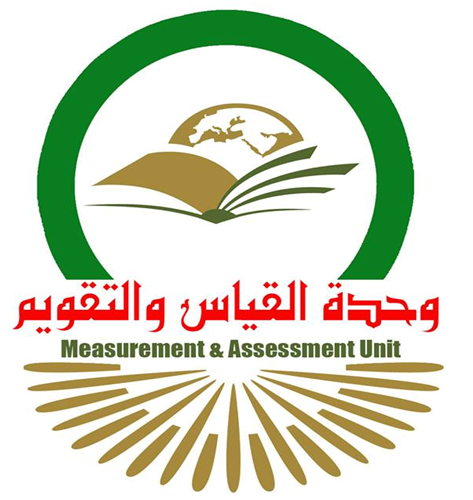 وحدة القياس والتقويم
Measurement & Assessment Unit